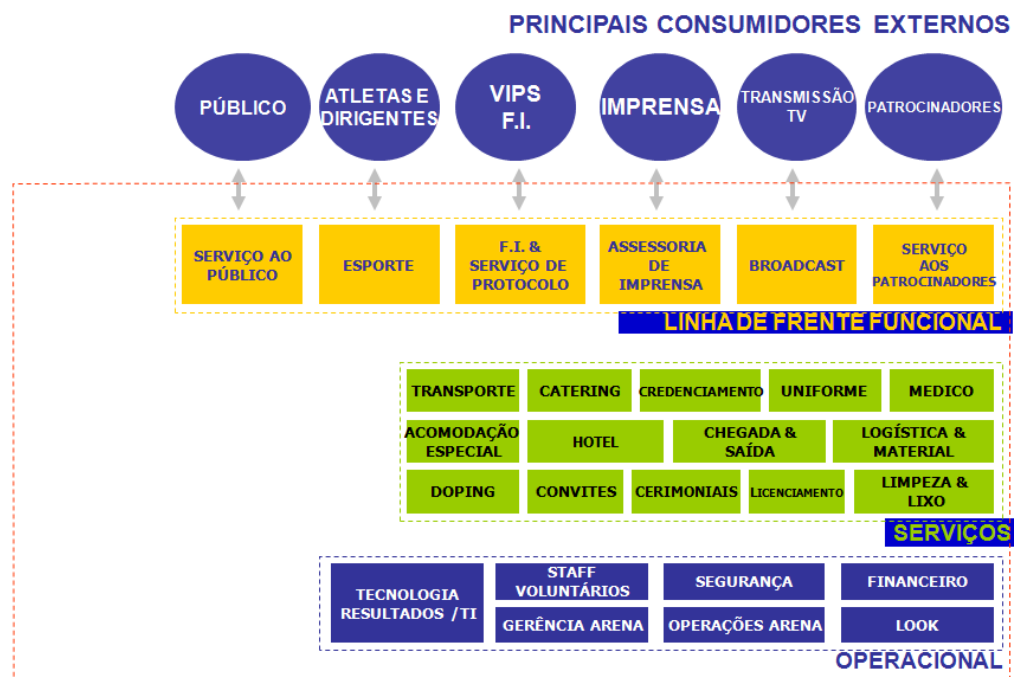 PRINCIPAIS CONSUMIDORES EXTERNOS
PÚBLICO
ATLETAS E
DIRIGENTES
VIPS
F.I.
IMPRENSA
TRANSMISSÃO
TV
PATROCINADORES
SERVIÇO AO
PÚBLICO
ESPORTE
F.I. &
SERVIÇO DE
PROTOCOLO
ASSESSORIA
DE
IMPRENSA
BROADCAST
SERVIÇO
AOS
PATROCINADORES
LINHA DE FRENTE FUNCIONAL
TRANSPORTE
CATERING
CREDENCIAMENTO
UNIFORME
MEDICO
ACOMODAÇÃO
ESPECIAL
HOTEL
CHEGADA &
SAÍDA
LOGÍSTICA &
MATERIAL
DOPING
CONVITES
CERIMONIAIS
LICENCIAMENTO
LIMPEZA &
LIXO
SERVIÇOS
TECNOLOGIA
RESULTADOS /TI
STAFF
VOLUNTÁRIOS
SEGURANÇA
FINANCEIRO
GERÊNCIA ARENA
OPERAÇÕES ARENA
LOOK
OPERACIONAL